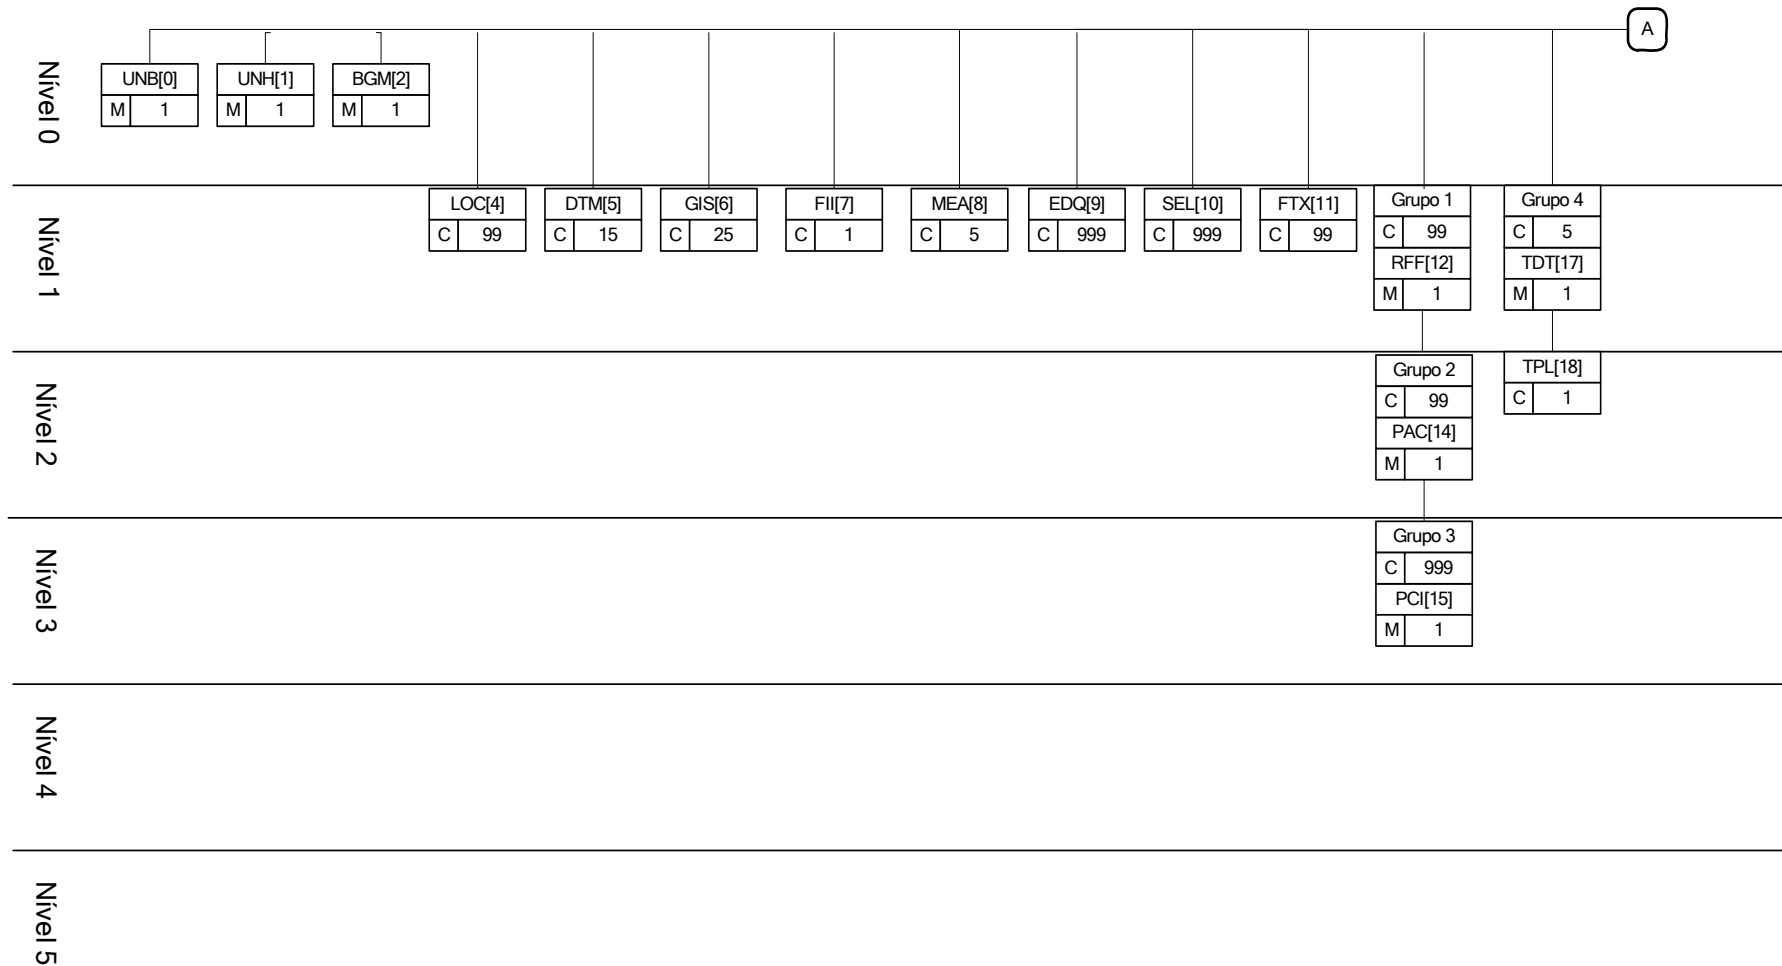 A
Nível 0
UNB[0] UNH[1] BGM[2]
M 1 M 1 M 1
Nível 1
LOC[4] DTM[5] GIS[6] FII[7] MEA[8] EDQ[9] SEL[10] FTX[11] Grupo 1 Grupo 4
C 99 C 15 C 25 C 1 C 5 C 999 C 999 C 99 C 99 C 5
RFF[12] TDT[17]
M 1 M 1
Nível 2
Grupo 2 TPL[18]
C 99 C 1
PAC[14]
M 1
Nível 3
Grupo 3
C 999
PCI[15]
M 1
Nível 4
Nível 5